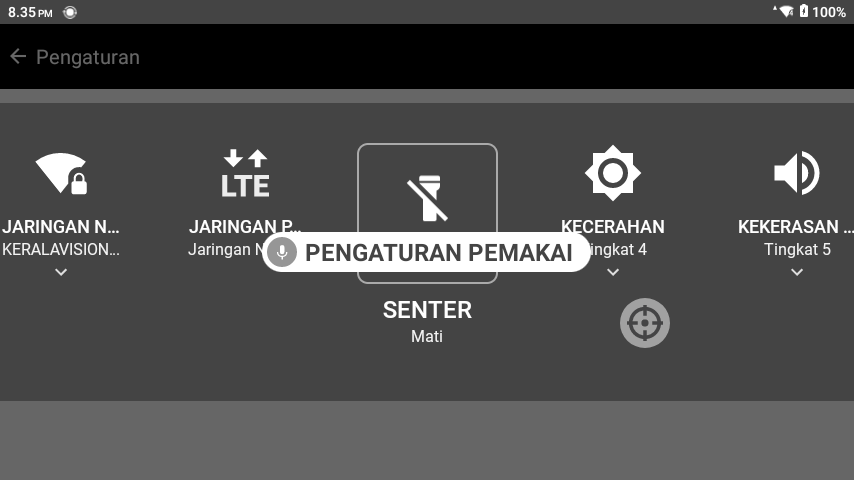 8.35 PM
100%
Pengaturan
LTE
JARINGAN N...
KERALAVISION...
JARINGAN P...
Jaringan N
KECERAHAN
ingkat 4
KEKERASAN ...
Tingkat 5
PENGATURAN PEMAKAI
SENTER
Mati